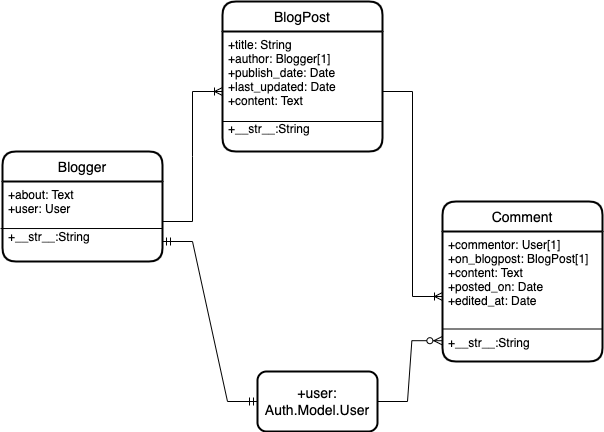 BlogPost
+title: String
+author: Blogger[1]
+publish_date: Date
+last_updated: Date
+content: Text
+__str__:String
Blogger
+about: Text
+user: User
+__str__:String
Comment
+commentor: User[1]
+on_blogpost: BlogPost[1]
+content: Text
+posted_on: Date
+edited_at: Date
+__str__:String
+user:
Auth.Model.User